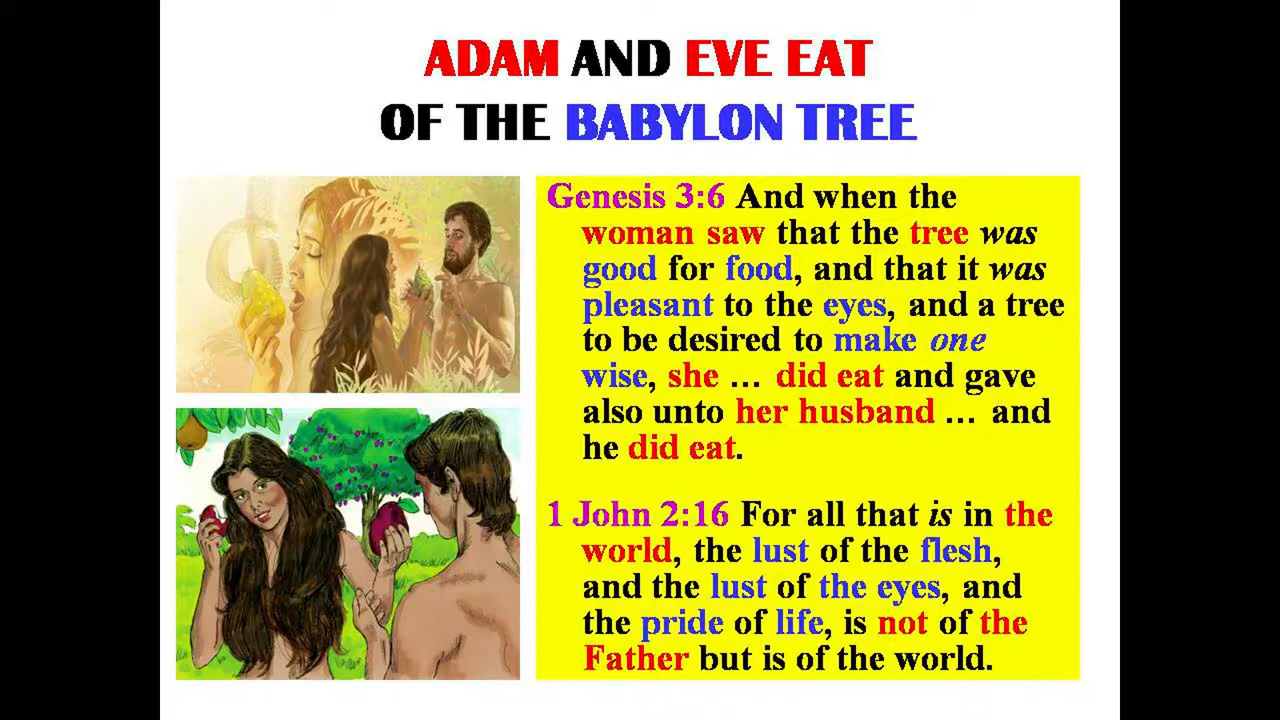 ADAM AND EVE EAT
OF THE BABYLON TREE
Genesis 3:6 And when the
woman saw that the tree was
good for food, and that it was
pleasant to the eyes, and a tree
to be desired to make one
wise, she ... did eat and gave
also unto her husband ... and
he did eat.
1 John 2:16 For all that is in the
world, the lust of the flesh,
and the lust of the eyes, and
the pride of life, is not of the
Father but is of the world.